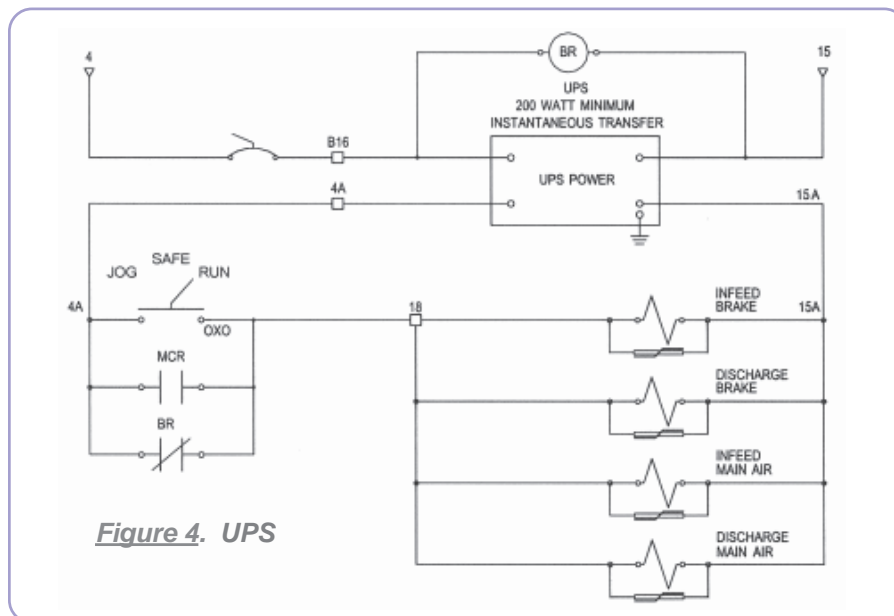 4
BR
15
UPS
200 WATT MINIMUM
INSTANTANEOUS TRANSFER
B16
UPS POWER
4A
15A
SAFE
JOG
RUN
4A
OXO
18
INFEED
BRAKE
15A
MCR
DISCHARGE
BRAKE
BR
INFEED
MAIN AIR
DISCHARGE
MAIN AIR
Figure 4. UPS